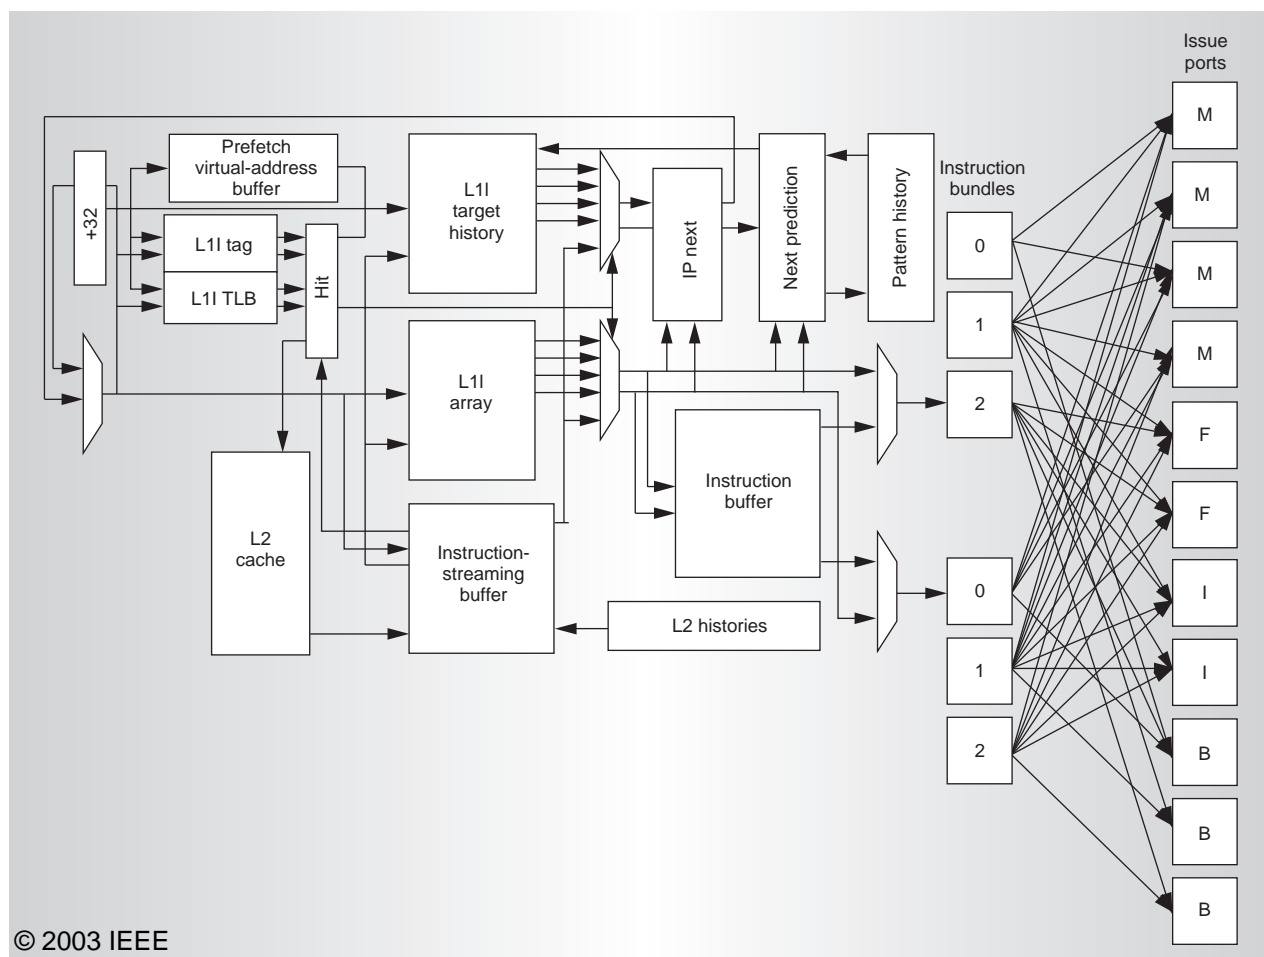 Issue
ports
M
Prefetch
virtual-address
buffer
+32
L1I
target
history
Next prediction
Pattern history
Instruction
bundles
M
L1I tag
IP next
0
M
L1I TLB
Hit
1
M
L1I
array
2
F
Instruction
buffer
F
L2
cache
Instruction-
streaming
buffer
0
I
L2 histories
1
I
2
B
B
B
© 2003 IEEE